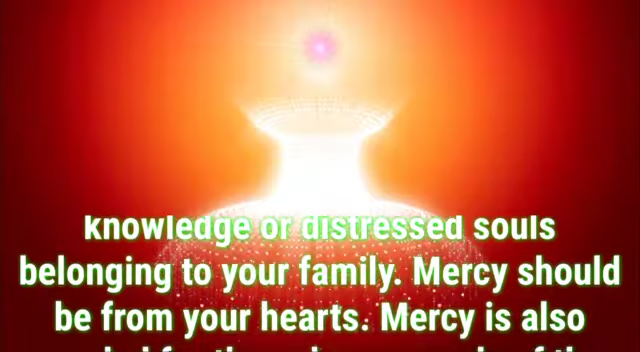 knowledge or distressed souls
belonging to your family. Mercy should
be from your hearts. Mercy is also